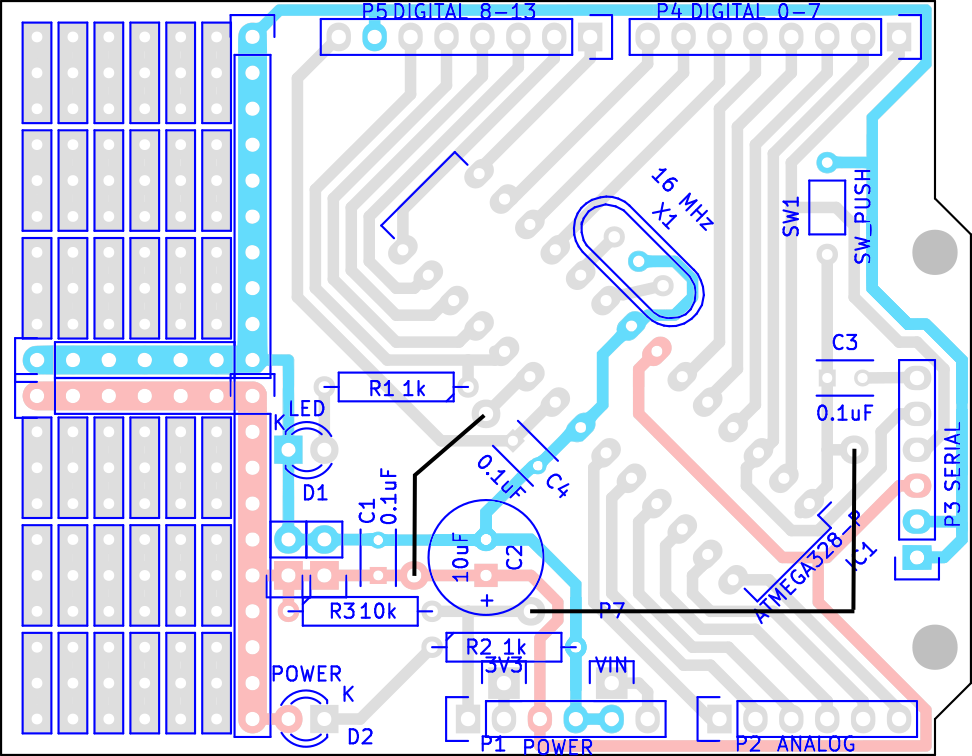 P5 DIGITAL 8-13
P4 DIGITAL 0-7
16 MHz
X1
SW1
SW_PUSH
C3
0.1uF
R1 1k
LED
K
D1
C1
0.1uF
0.1uF
C4
10uF
C2
+
P3 SERIAL
ATMEGA328-P
IC1
R3 10k
P7
R2 1k
3V3
VIN
POWER
K
D2
P1 POWER
P2 ANALOG